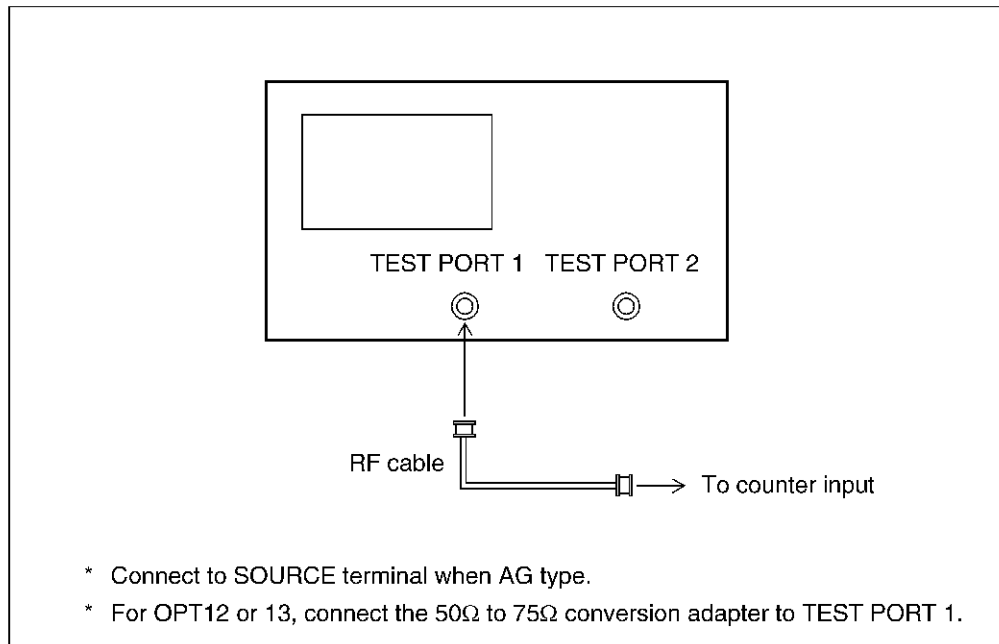 TEST PORT 1 TEST PORT 2
RF cable
To counter input
* Connect to SOURCE terminal when AG type.
* For OPT12 or 13, connect the 50Ω to 75Ω conversion adapter to TEST PORT 1.